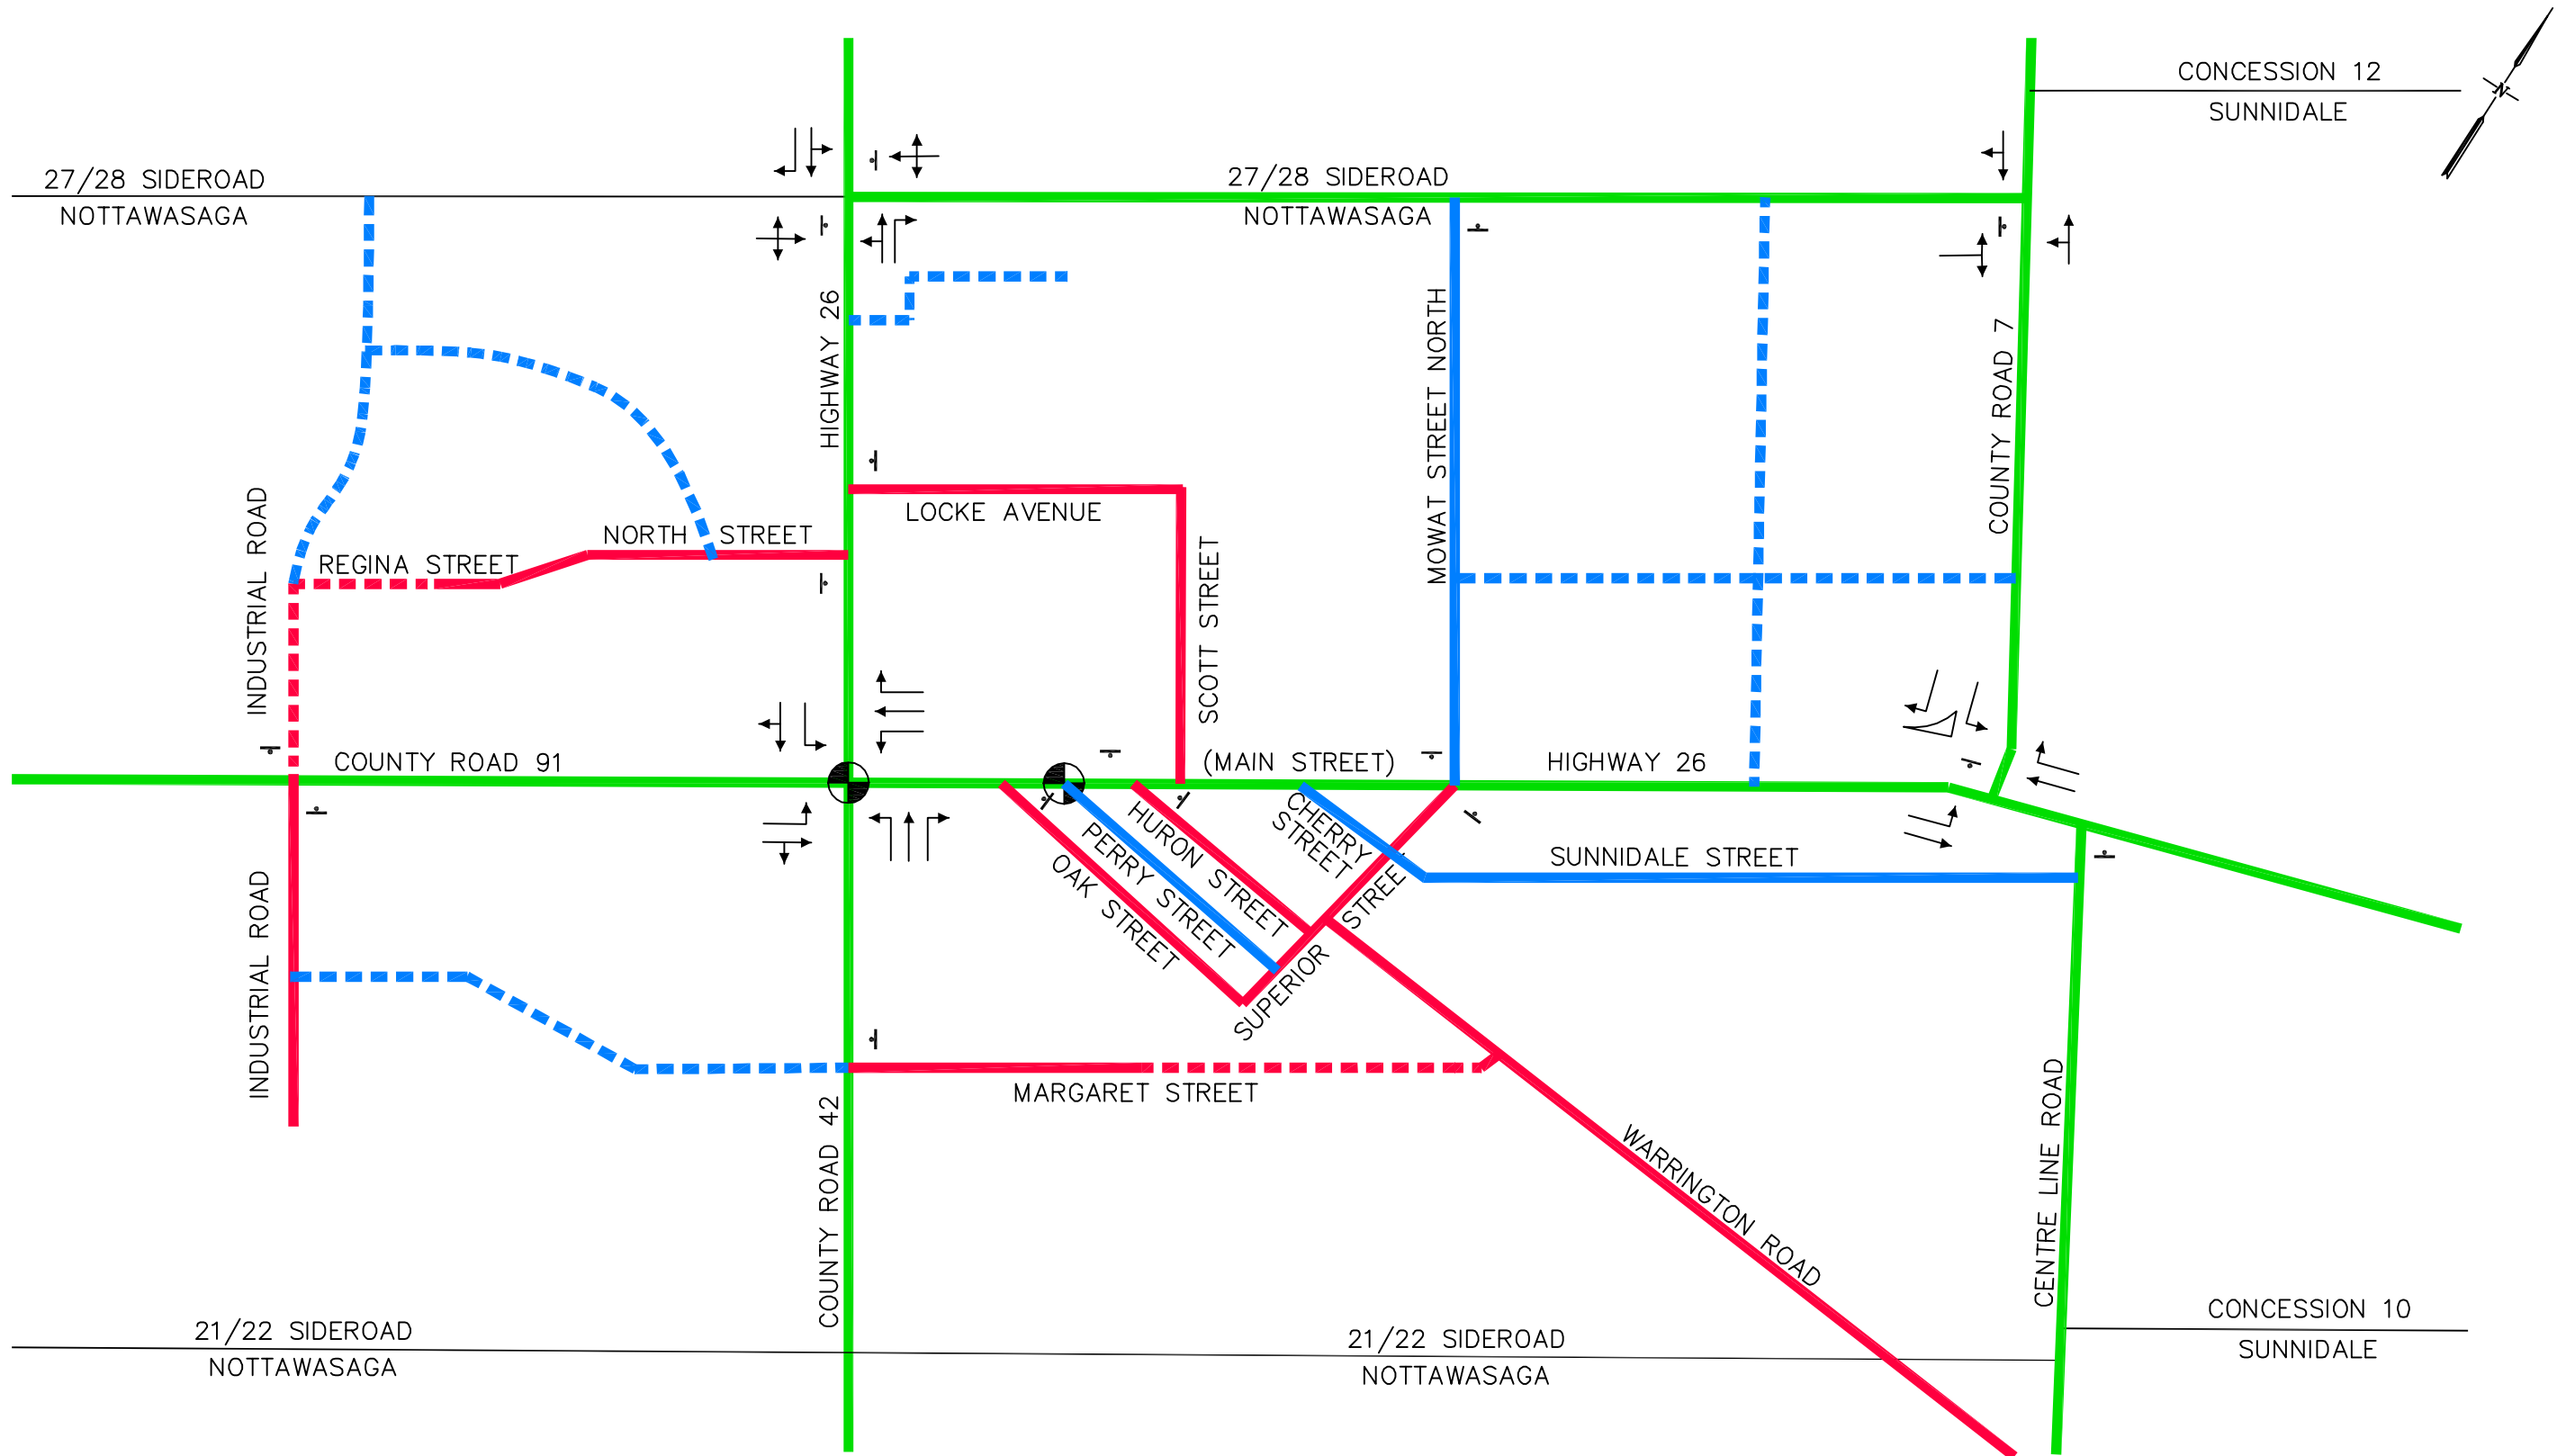 CONCESSION 12
SUNNIDALE
N
27/28 SIDEROAD
NOTTAWASAGA
27/28 SIDEROAD
NOTTAWASAGA
HIGHWAY 26
MOWAT STREET NORTH
COUNTY ROAD 7
INDUSTRIAL ROAD
REGINA STREET
NORTH STREET
LOCKE AVENUE
SCOTT STREET
COUNTY ROAD 91
(MAIN STREET)
HIGHWAY 26
OAK STREET
PERRY STREET
HURON STREET
CHERRY
STREET
SUPERIOR STREET
SUNNIDALE STREET
INDUSTRIAL ROAD
MARGARET STREET
COUNTY ROAD 42
WARRINGTON ROAD
CENTRE LINE ROAD
21/22 SIDEROAD
NOTTAWASAGA
21/22 SIDEROAD
NOTTAWASAGA
CONCESSION 10
SUNNIDALE